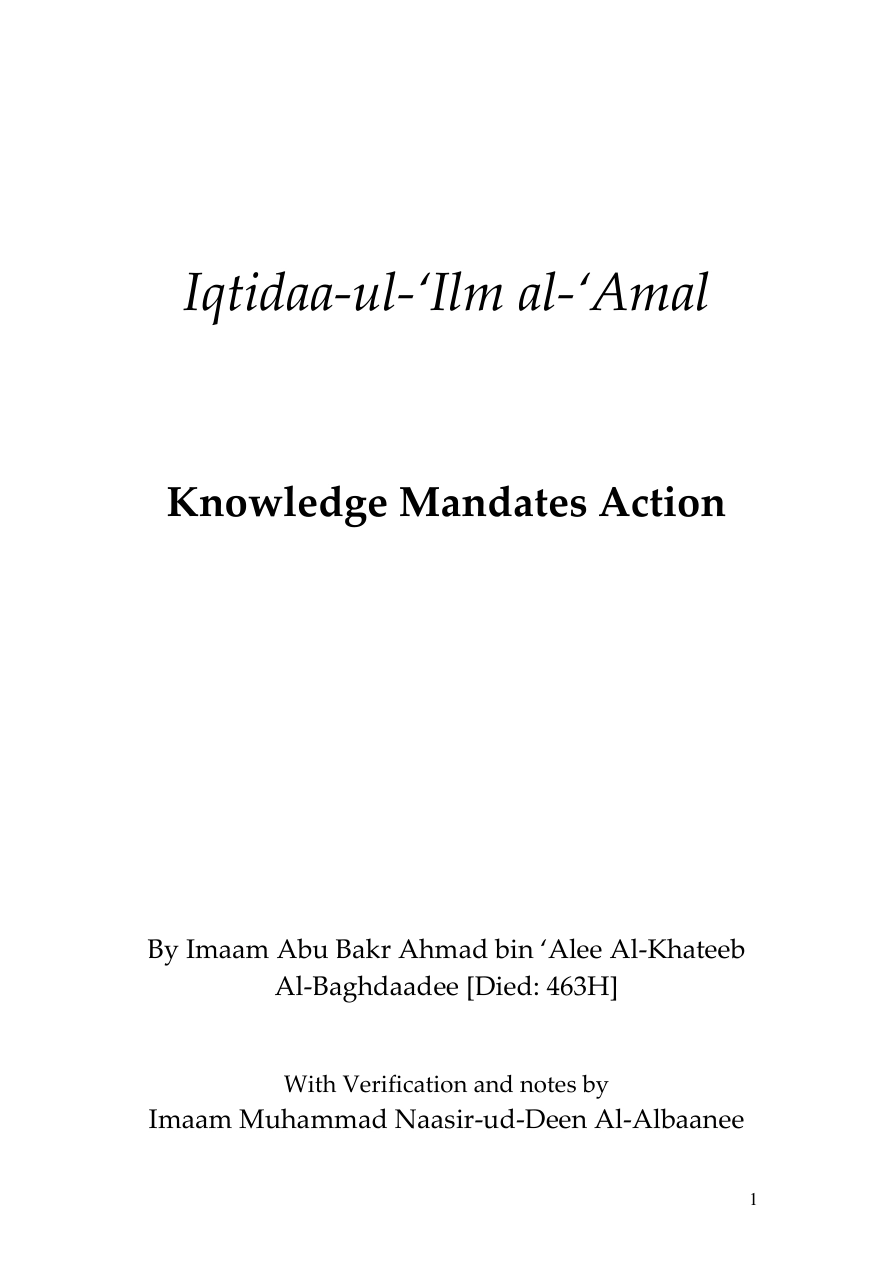 Iqtidaa-ul-‘Ilm al-‘Amal
Knowledge Mandates Action
By Imaam Abu Bakr Ahmad bin ‘Alee Al-Khateeb
Al-Baghdaadee [Died: 463H]
With Verification and notes by
Imaam Muhammad Naasir-ud-Deen Al-Albaanee
1